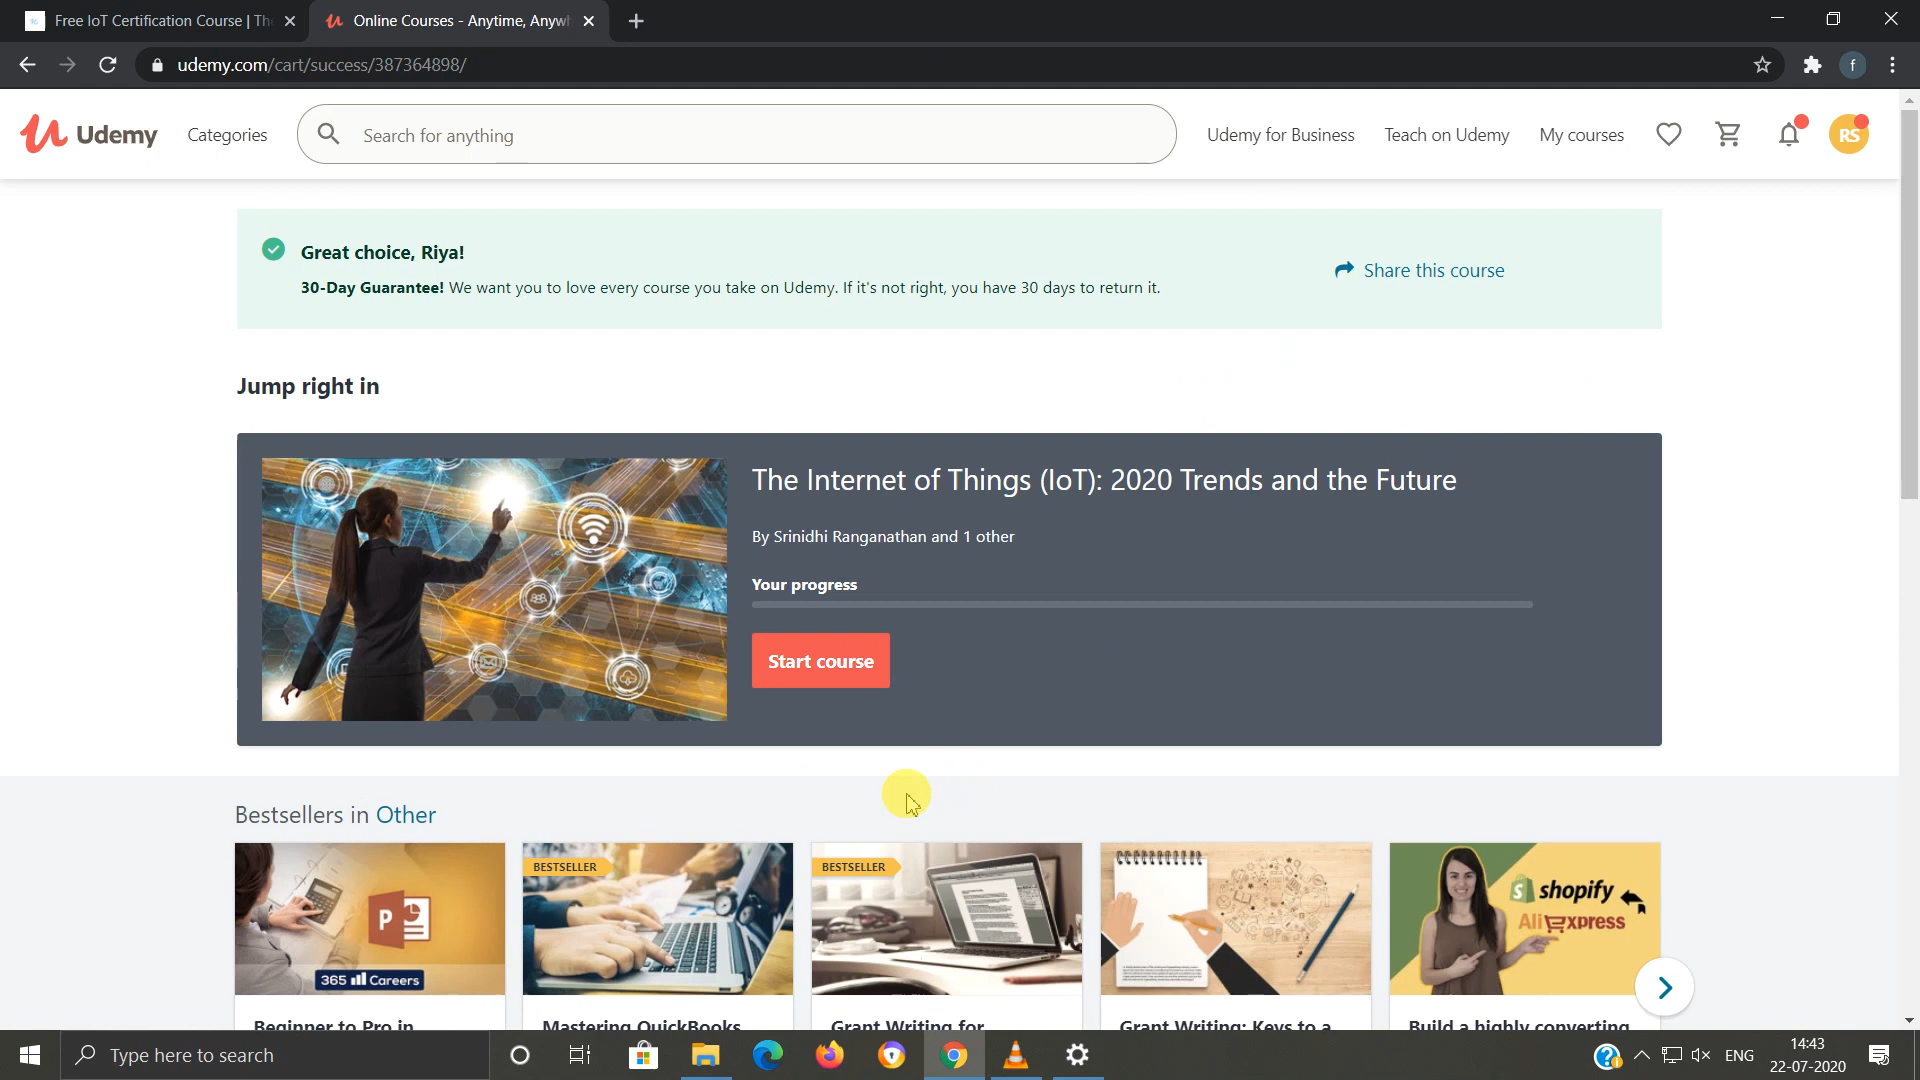 Free IoT Certification Course | Th
Online Courses - Anytime, Anyw
udemy.com/cart/success/387364898/
f
Udemy
Categories
Search for anything
Udemy for Business
Teach on Udemy
My courses
RS
Great choice, Riya!
30-Day Guarantee! We want you to love every course you take on Udemy. If it's not right, you have 30 days to return it.
Share this course
Jump right in
The Internet of Things (IoT): 2020 Trends and the Future
By Srinidhi Ranganathan and 1 other
Your progress
Start course
Bestsellers in Other
P
365 Careers
BESTSELLER
BESTSELLER
shopify
AliExpress
Beginner to Pro in
Mastering QuickBooks
Grant Writing for
Grant Writing: Keys to a
Build a highly converting
Type here to search
ENG
14:43
22-07-2020